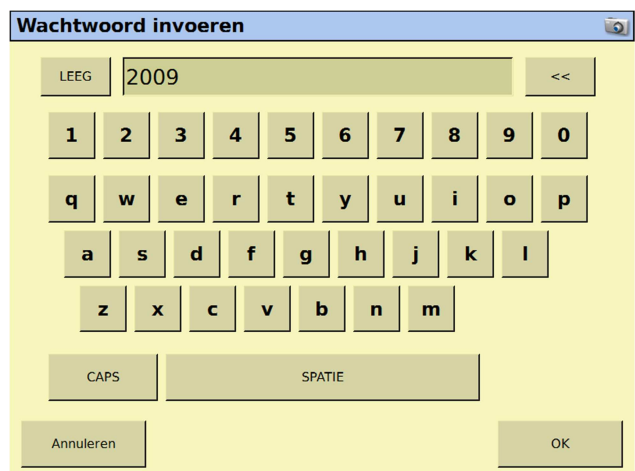 Wachtwoord invoeren
LEEG 2009 <<
1 2 3 4 5 6 7 8 9 0
q w e r t y u i o p
a s d f g h j k l
z x c v b n m
CAPS SPATIE
Annuleren OK